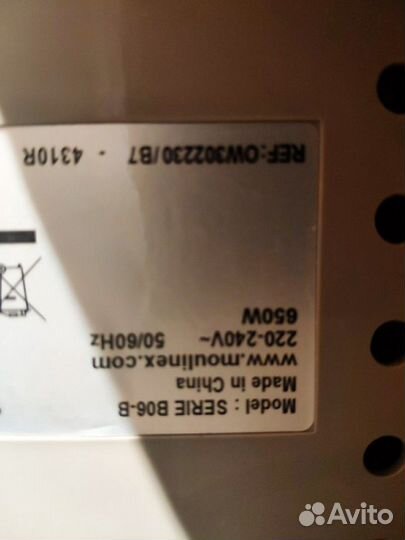 Model : SERIE B06-B
Made in China
www.moulinex.com
220-240V~ 50/60Hz
650W
REF:OW302230/B7 - 4310R
Avito